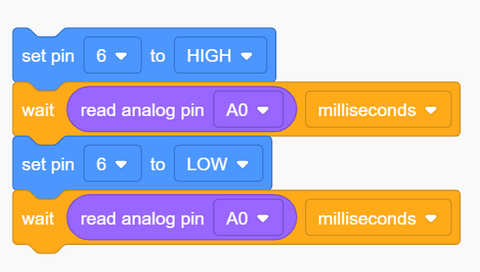 set pin 6 to HIGH
wait read analog pin A0 milliseconds
set pin 6 to LOW
wait read analog pin A0 milliseconds